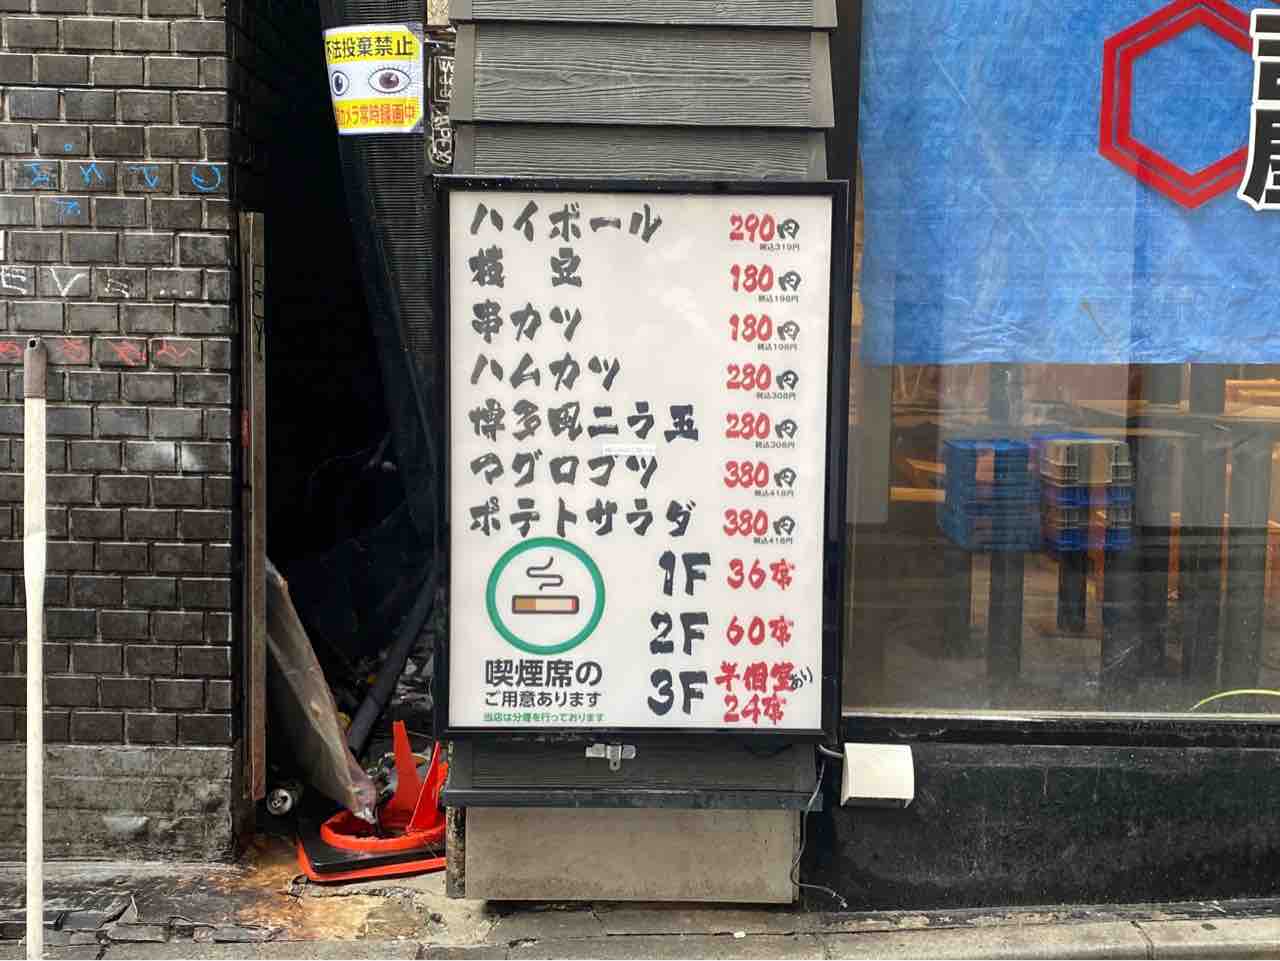 不法投棄禁止
カメラ常時録画中
APEX
ハイボール 290円
税込319円
枝豆 180円
税込198円
串カツ 180円
税込198円
ハムカツ 280円
税込308円
博多風ニラ玉 280円
税込308円
マグロブツ 380円
税込418円
ポテトサラダ 380円
税込418円
1F 36席
2F 60席
3F 半個室あり
24席
喫煙席の
ご用意あります
当店は分煙を行っております